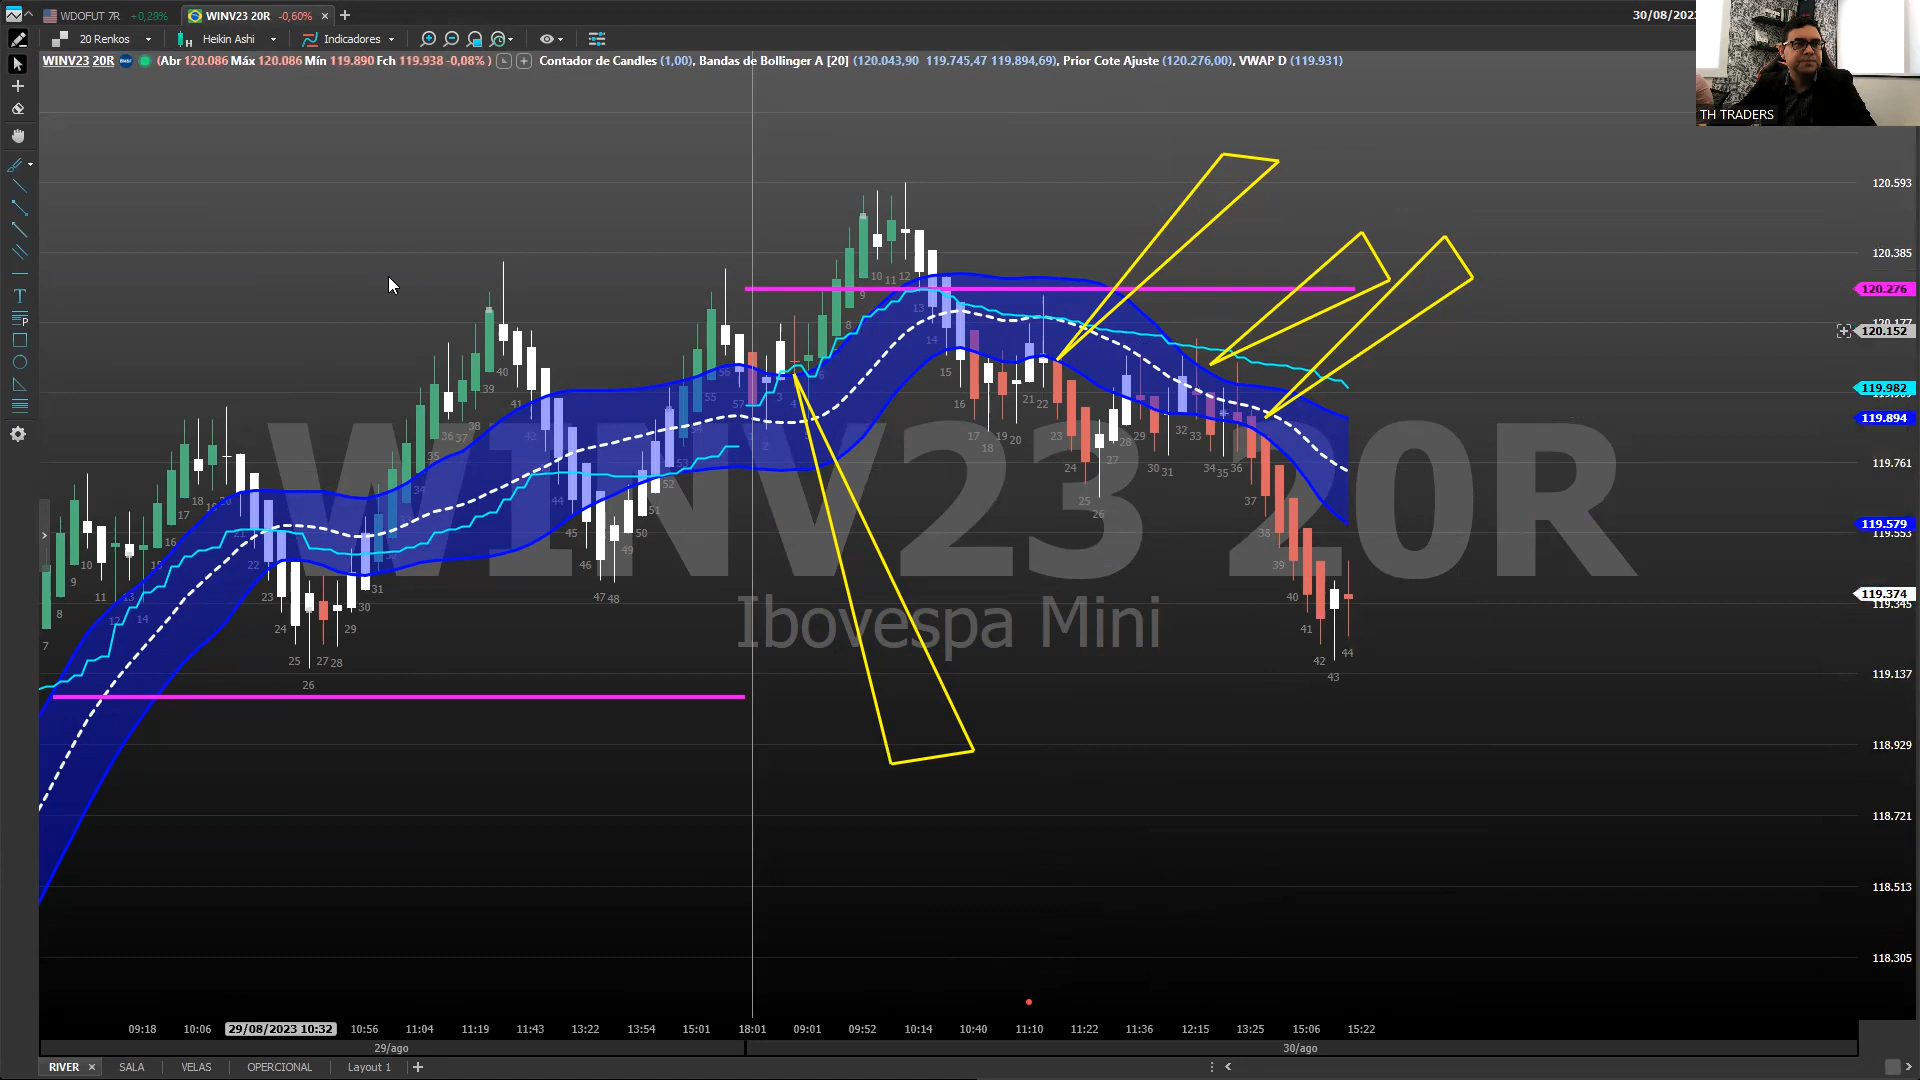 WDOFUT 7R +0,28% WINV23 20R -0,60% × +
30/08/2023
20 Renkos Heikin Ashi Indicadores
WINV23 20R (Abr 120.086 Máx 120.086 Mín 119.890 Fch 119.938 -0,08% ) Contador de Candles (1,00), Bandas de Bollinger A [20] (120.043,90 119.745,47 119.894,69), Prior Cote Ajuste (120.276,00), VWAP D (119.931)
TH TRADERS
120.593
120.385
120.276
120.177
120.152
119.982
119.894
119.761
119.579
119.553
119.374
119.345
119.137
118.929
118.721
118.513
118.305
WINV23 20R
Ibovespa Mini
09:18 10:06 29/08/2023 10:32 10:56 11:04 11:19 11:43 13:22 13:54 15:01 18:01 09:01 09:52 10:14 10:40 11:10 11:22 11:36 12:15 13:25 15:06 15:22
29/ago 30/ago
RIVER × SALA VELAS OPERCIONAL Layout 1 +